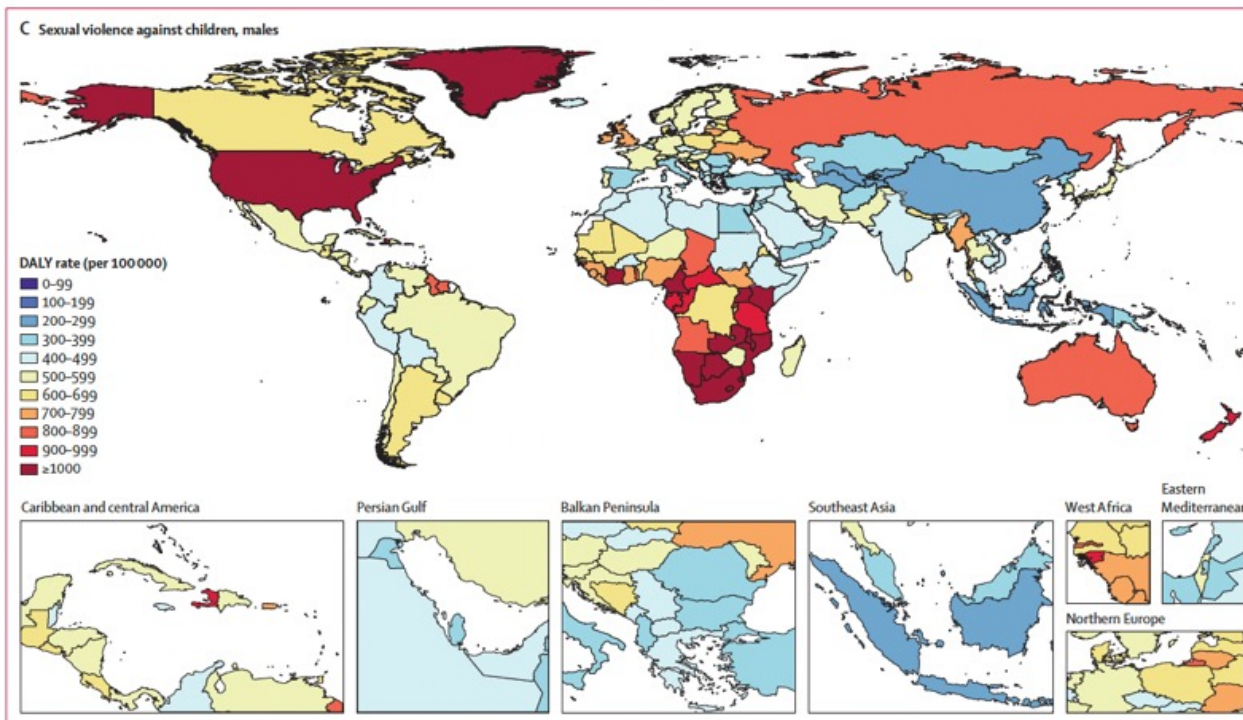 C Sexual violence against children, males
DALY rate (per 100 000)
0–99
100–199
200–299
300–399
400–499
500–599
600–699
700–799
800–899
900–999
≥1000
Caribbean and central America
Persian Gulf
Balkan Peninsula
Southeast Asia
West Africa
Eastern
Mediterranean
Northern Europe